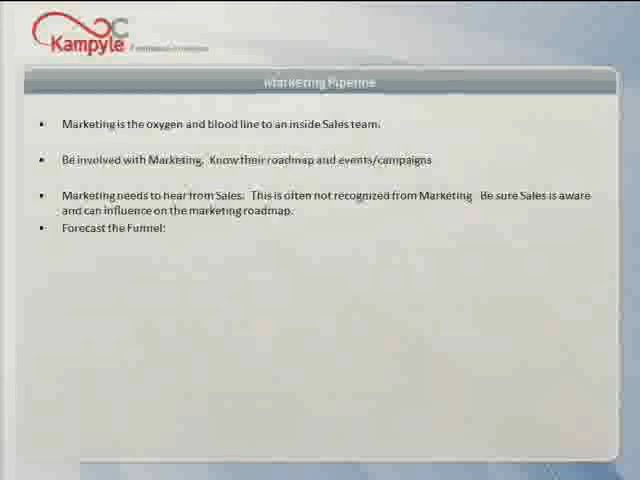 Kampyle
Marketing Pipeline
• Marketing is the oxygen and blood line to an inside Sales team.
• Be involved with Marketing. Know their roadmap and events/campaigns
• Marketing needs to hear from Sales. This is often not recognized from Marketing Be sure Sales is aware
and can influence on the marketing roadmap.
• Forecast the Funnel: